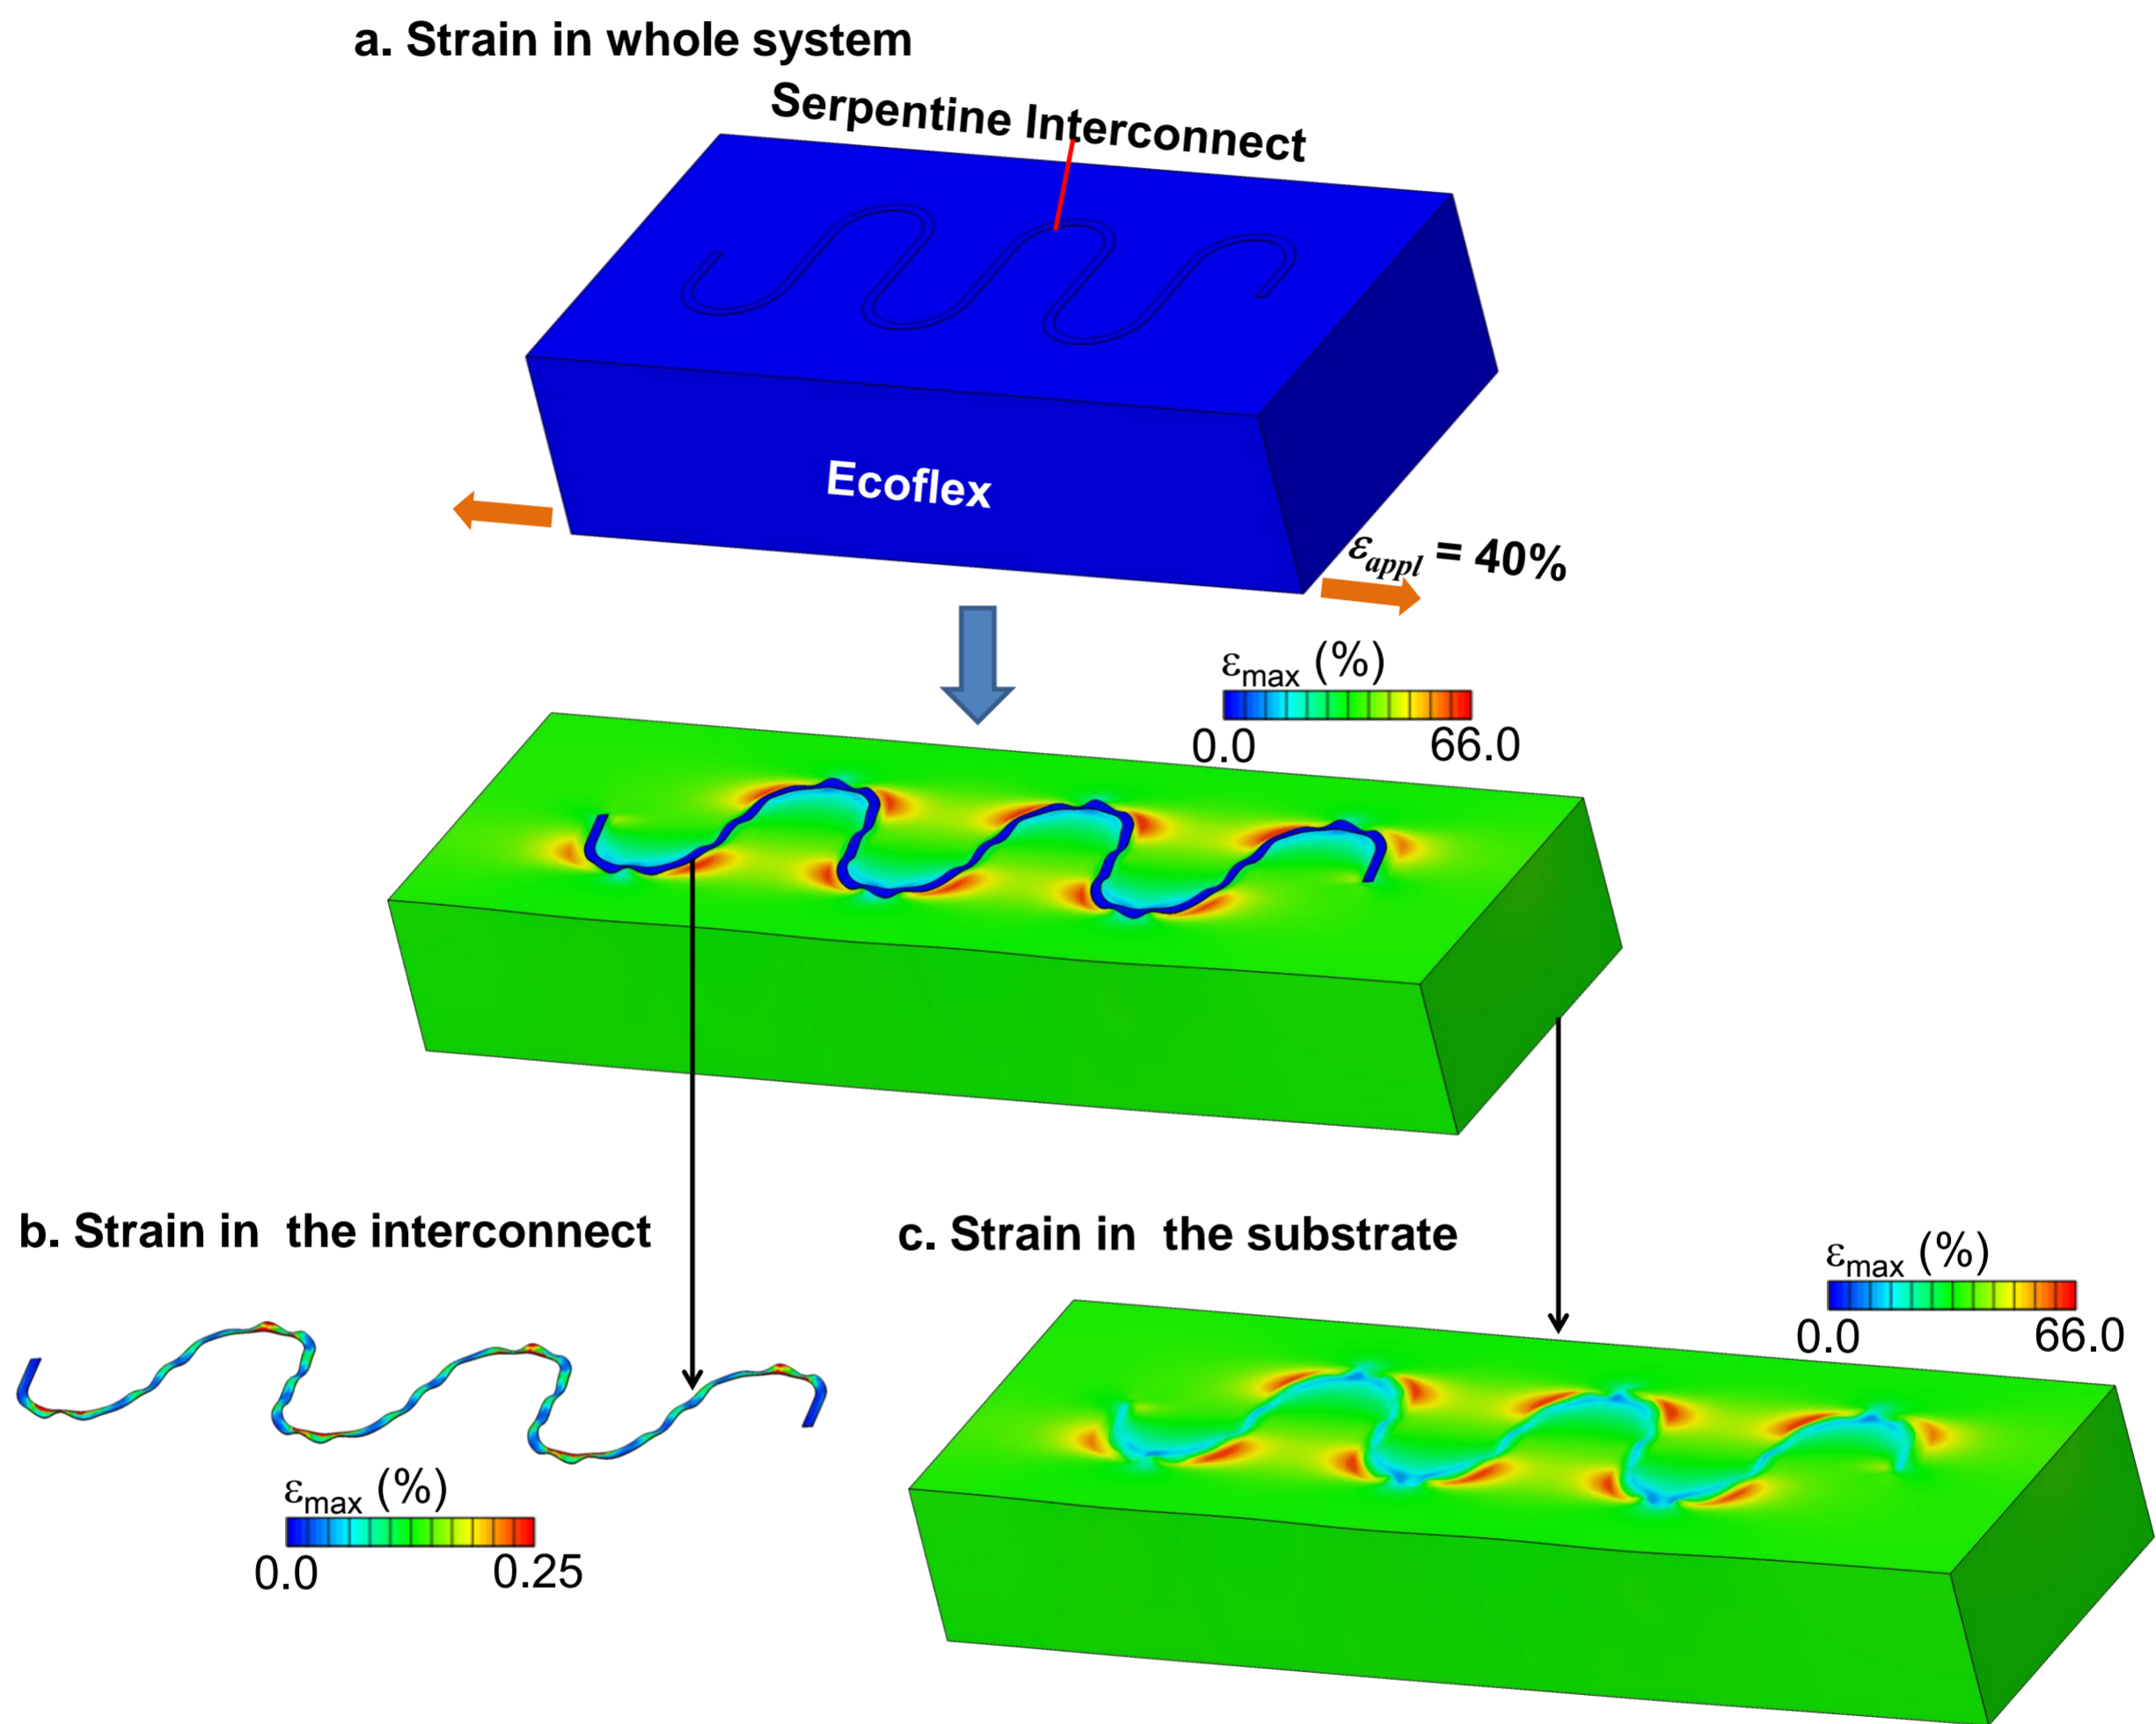 a. Strain in whole system
Serpentine Interconnect
Ecoflex
εappl = 40%
εmax (%)
0.0 66.0
b. Strain in the interconnect
c. Strain in the substrate
εmax (%)
0.0 66.0
εmax (%)
0.0 0.25